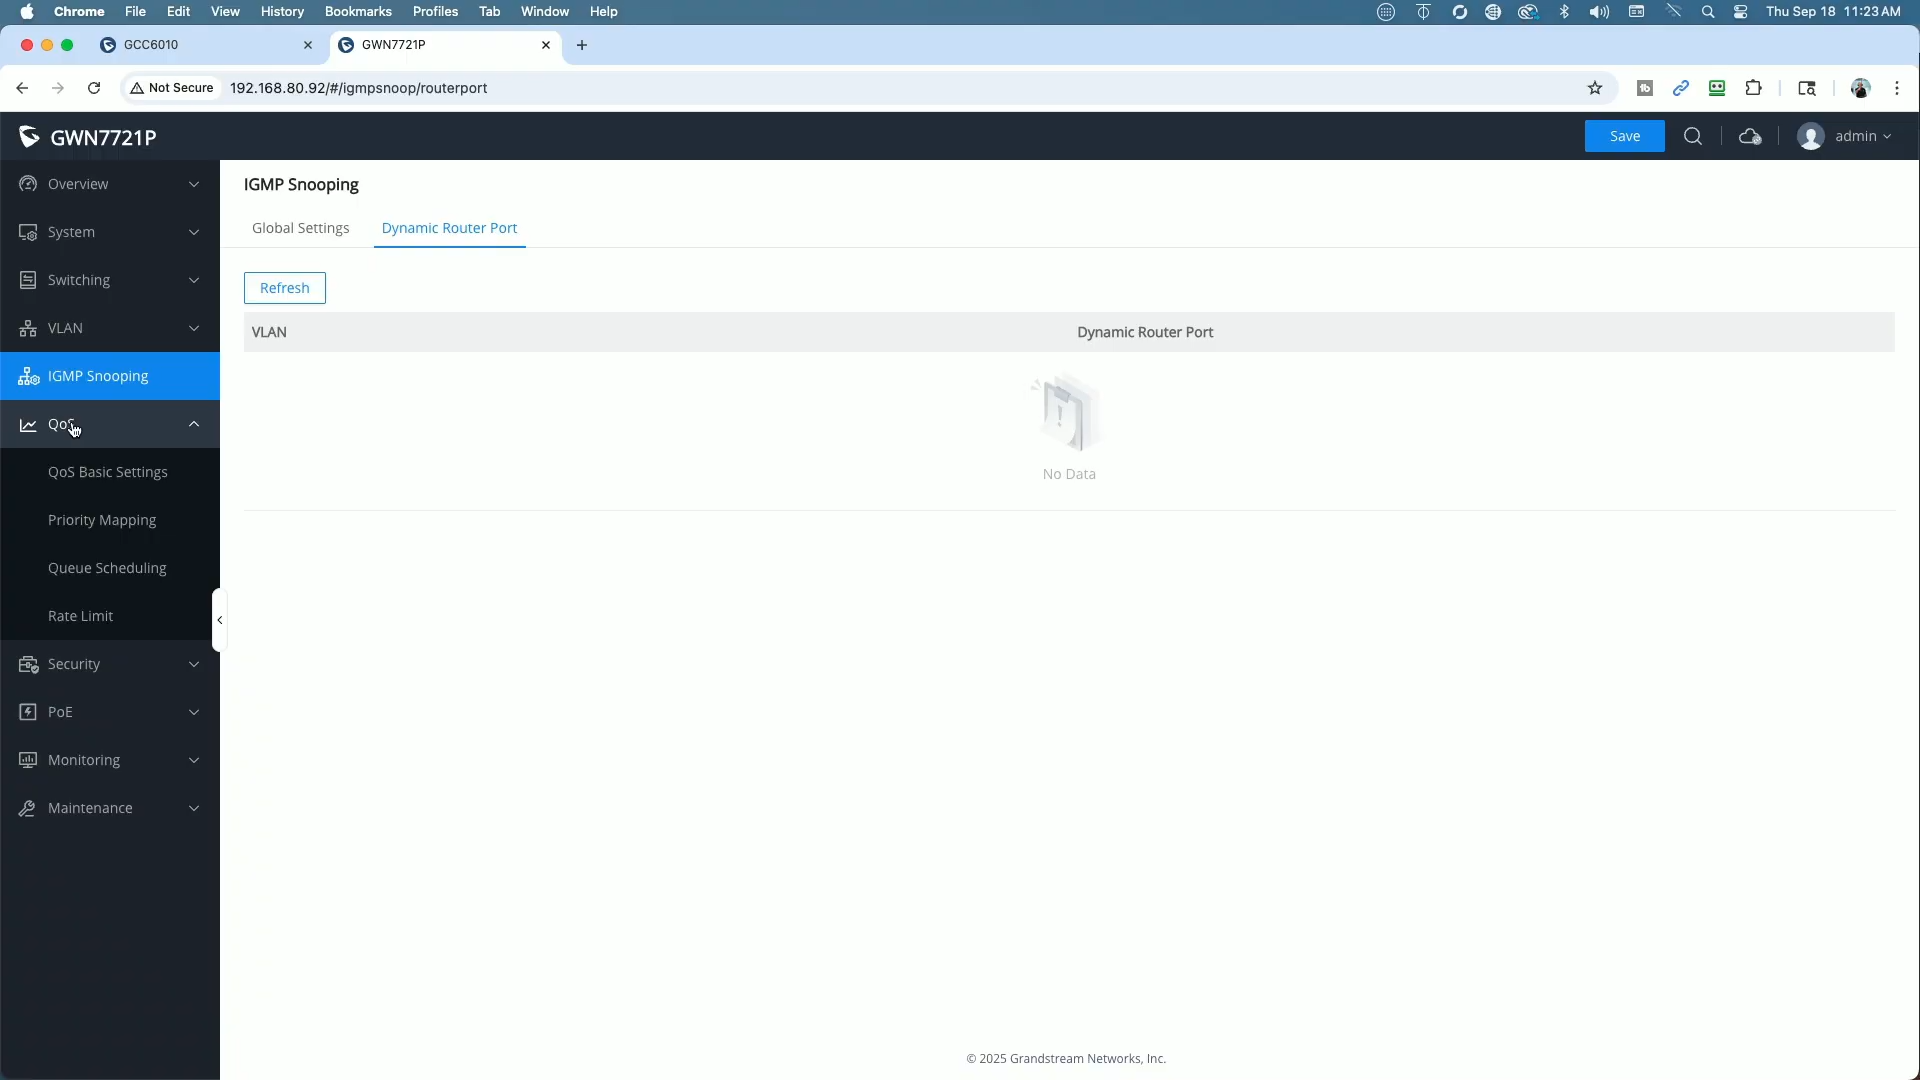 Chrome File Edit View History Bookmarks Profiles Tab Window Help Thu Sep 18 11:23 AM
GCC6010 GWN7721P
Not Secure 192.168.80.92/#/igmpsnoop/routerport
GWN7721P Save admin
Overview
System
Switching
VLAN
IGMP Snooping
QoS
QoS Basic Settings
Priority Mapping
Queue Scheduling
Rate Limit
Security
PoE
Monitoring
Maintenance
IGMP Snooping
Global Settings Dynamic Router Port
Refresh
VLAN Dynamic Router Port
No Data
© 2025 Grandstream Networks, Inc.